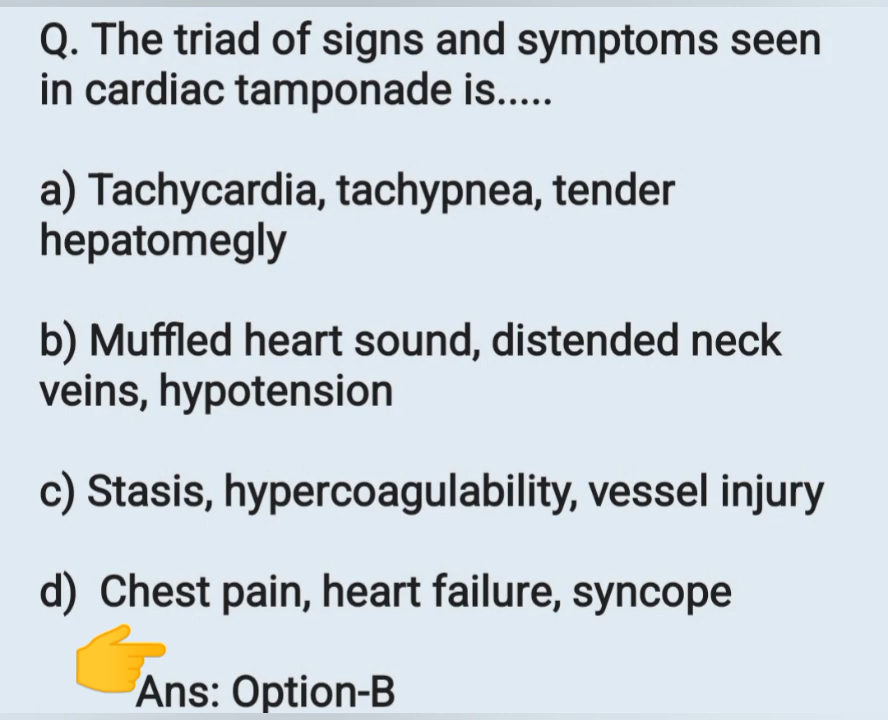 Q. The triad of signs and symptoms seen
in cardiac tamponade is.....
a) Tachycardia, tachypnea, tender
hepatomegly
b) Muffled heart sound, distended neck
veins, hypotension
c) Stasis, hypercoagulability, vessel injury
d) Chest pain, heart failure, syncope
Ans: Option-B